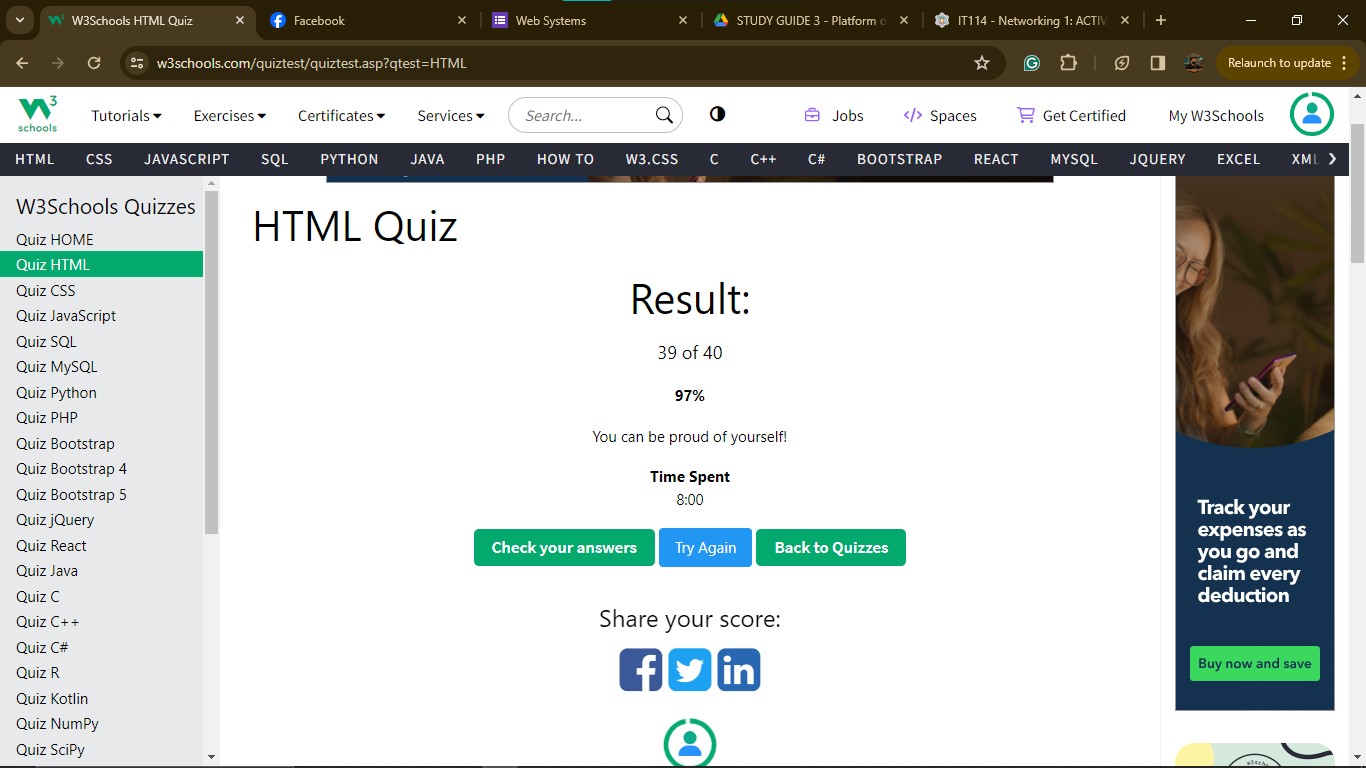 W3Schools HTML Quiz
Facebook
Web Systems
STUDY GUIDE 3 - Platform
IT114 - Networking 1: ACTIV
w3schools.com/quiztest/quiztest.asp?qtest=HTML
Relaunch to update
W3 schools
Tutorials
Exercises
Certificates
Services
Search...
Jobs
Spaces
Get Certified
My W3Schools
HTML CSS JAVASCRIPT SQL PYTHON JAVA PHP HOW TO W3.CSS C C++ C# BOOTSTRAP REACT MYSQL JQUERY EXCEL XML
W3Schools Quizzes
Quiz HOME
Quiz HTML
Quiz CSS
Quiz JavaScript
Quiz SQL
Quiz MySQL
Quiz Python
Quiz PHP
Quiz Bootstrap
Quiz Bootstrap 4
Quiz Bootstrap 5
Quiz jQuery
Quiz React
Quiz Java
Quiz C
Quiz C++
Quiz C#
Quiz R
Quiz Kotlin
Quiz NumPy
Quiz SciPy
HTML Quiz
Result:
39 of 40
97%
You can be proud of yourself!
Time Spent
8:00
Check your answers
Try Again
Back to Quizzes
Share your score:
Track your
expenses as
you go and
claim every
deduction
Buy now and save